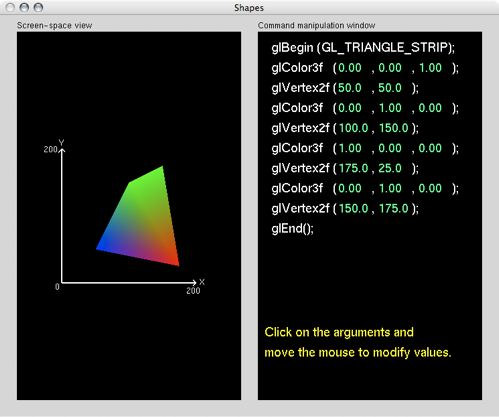 Shapes
Screen-space view
Command manipulation window
glBegin (GL_TRIANGLE_STRIP);
glColor3f ( 0.00 , 0.00 , 1.00 );
glVertex2f ( 50.0 , 50.0 );
glColor3f ( 0.00 , 1.00 , 0.00 );
glVertex2f ( 100.0 , 150.0 );
glColor3f ( 1.00 , 0.00 , 0.00 );
glVertex2f ( 175.0 , 25.0 );
glColor3f ( 0.00 , 1.00 , 0.00 );
glVertex2f ( 150.0 , 175.0 );
glEnd();
Y
200
0
200
X
Click on the arguments and
move the mouse to modify values.